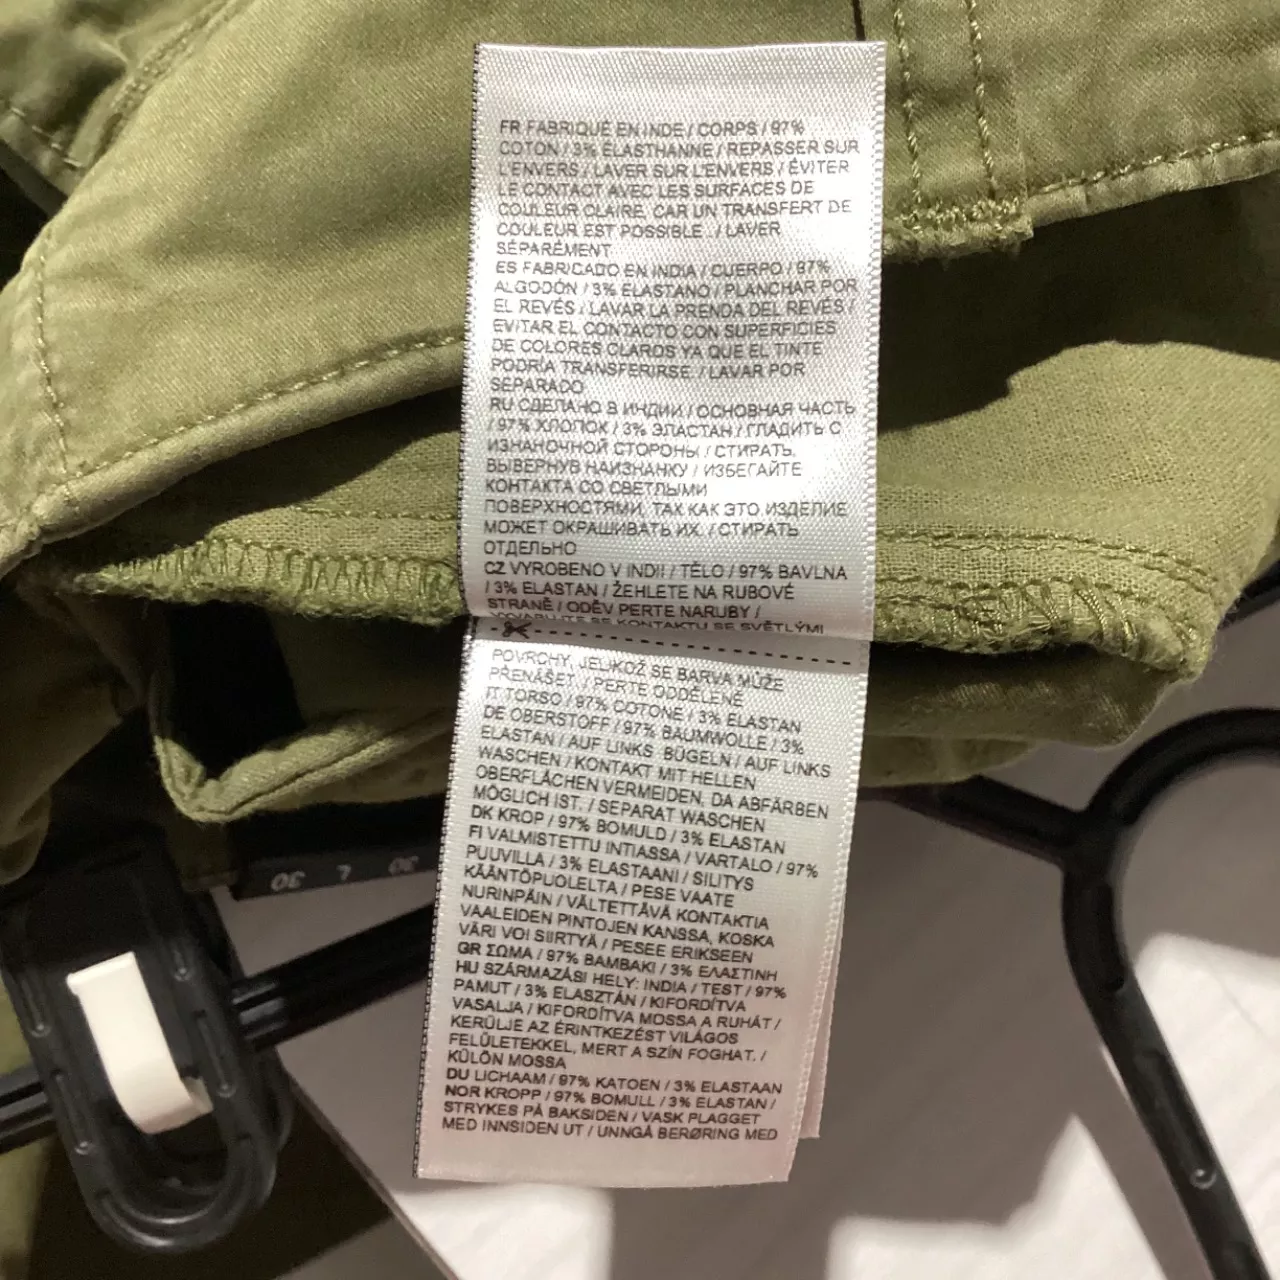 FR FABRIQUÉ EN INDE / CORPS / 97%
COTON / 3% ÉLASTHANNE / REPASSER SUR
L'ENVERS / LAVER SUR L'ENVERS / ÉVITER
LE CONTACT AVEC LES SURFACES DE
COULEUR CLAIRE, CAR UN TRANSFERT DE
COULEUR EST POSSIBLE. / LAVER
SÉPARÉMENT
ES FABRICADO EN INDIA / CUERPO / 97%
ALGODÓN / 3% ELASTANO / PLANCHAR POR
EL REVÉS / LAVAR LA PRENDA DEL REVÉS /
EVITAR EL CONTACTO CON SUPERFICIES
DE COLORES CLAROS YA QUE EL TINTE
PODRÍA TRANSFERIRSE. / LAVAR POR
SEPARADO
RU СДЕЛАНО В ИНДИИ / ОСНОВНАЯ ЧАСТЬ
/ 97% ХЛОПОК / 3% ЭЛАСТАН / ГЛАДИТЬ С
ИЗНАНОЧНОЙ СТОРОНЫ / СТИРАТЬ,
ВЫВЕРНУВ НАИЗНАНКУ / ИЗБЕГАЙТЕ
КОНТАКТА СО СВЕТЛЫМИ
ПОВЕРХНОСТЯМИ, ТАК КАК ЭТО ИЗДЕЛИЕ
МОЖЕТ ОКРАШИВАТЬ ИХ. / СТИРАТЬ
ОТДЕЛЬНО
CZ VYROBENO V INDII / TĚLO / 97% BAVLNA
/ 3% ELASTAN / ŽEHLETE NA RUBOVÉ
STRANĚ / ODĚV PERTE NARUBY /
VYVARUJTE SE KONTAKTU SE SVĚTLÝMI
POVRCHY, JELIKOŽ SE BARVA MŮŽE
PŘENÁŠET. / PERTE ODDĚLENĚ
IT TORSO / 97% COTONE / 3% ELASTAN
DE OBERSTOFF / 97% BAUMWOLLE / 3%
ELASTAN / AUF LINKS BÜGELN / AUF LINKS
WASCHEN / KONTAKT MIT HELLEN
OBERFLÄCHEN VERMEIDEN, DA ABFÄRBEN
MÖGLICH IST. / SEPARAT WASCHEN
DK KROP / 97% BOMULD / 3% ELASTAN
FI VALMISTETTU INTIASSA / VARTALO / 97%
PUUVILLA / 3% ELASTAANI / SILITYS
KÄÄNTÖPUOLELTA / PESE VAATE
NURINPÄIN / VÄLTETTÄVÄ KONTAKTIA
VAALEIDEN PINTOJEN KANSSA, KOSKA
VÄRI VOI SIIRTYÄ / PESEE ERIKSEEN
GR ΣΩΜΑ / 97% ΒΑΜΒΑΚΙ / 3% ΕΛΑΣΤΙΝΗ
HU SZÁRMAZÁSI HELY: INDIA / TEST / 97%
PAMUT / 3% ELASZTÁN / KIFORDÍTVA
VASALJA / KIFORDÍTVA MOSSA A RUHÁT /
KERÜLJE AZ ÉRINTKEZÉST VILÁGOS
FELÜLETEKKEL, MERT A SZÍN FOGHAT. /
KÜLÖN MOSSA
DU LICHAAM / 97% KATOEN / 3% ELASTAAN
NOR KROPP / 97% BOMULL / 3% ELASTAN /
STRYKES PÅ BAKSIDEN / VASK PLAGGET
MED INNSIDEN UT / UNNGÅ BERØRING MED
30 L 30